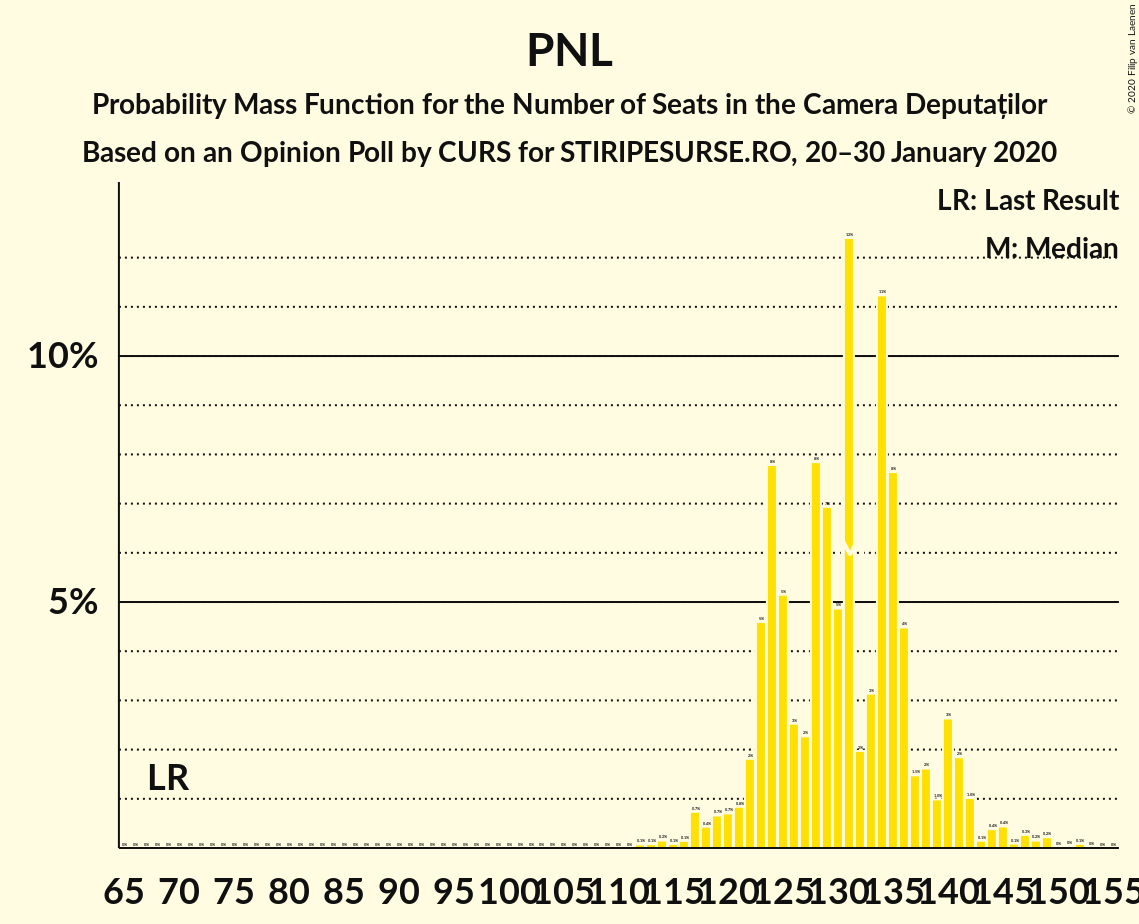 PNL
Probability Mass Function for the Number of Seats in the Camera Deputaților
Based on an Opinion Poll by CURS for STIRIPESURSE.RO, 20–30 January 2020
© 2020 Filip van Laenen
LR: Last Result
M: Median
10%
5%
LR
M
65 70 75 80 85 90 95 100 105 110 115 120 125 130 135 140 145 150 155